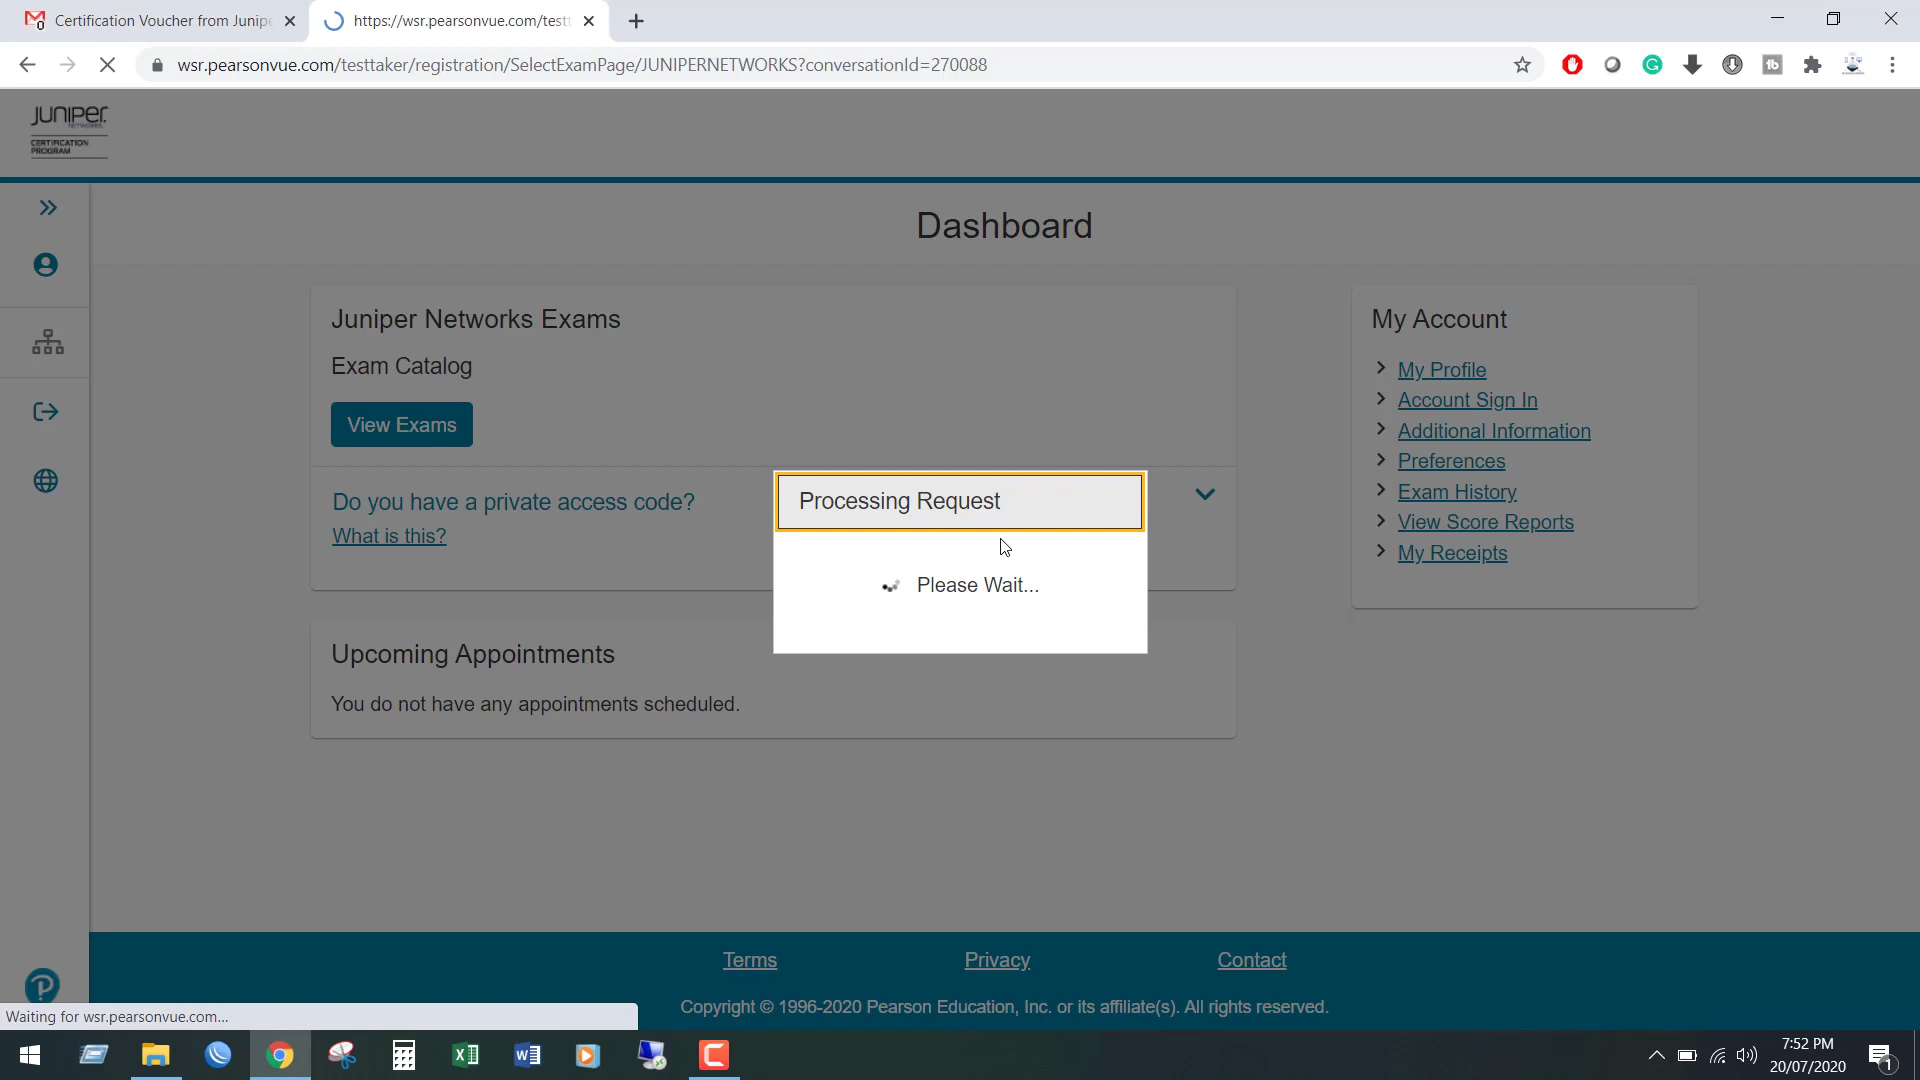 Certification Voucher from Junipe
https://wsr.pearsonvue.com/testt
wsr.pearsonvue.com/testtaker/registration/SelectExamPage/JUNIPERNETWORKS?conversationId=270088
JUNIPER
NETWORKS
CERTIFICATION
PROGRAM
Dashboard
Juniper Networks Exams
Exam Catalog
View Exams
Do you have a private access code?
What is this?
Processing Request
Please Wait...
Upcoming Appointments
You do not have any appointments scheduled.
My Account
My Profile
Account Sign In
Additional Information
Preferences
Exam History
View Score Reports
My Receipts
Terms
Privacy
Contact
Copyright © 1996-2020 Pearson Education, Inc. or its affiliate(s). All rights reserved.
Waiting for wsr.pearsonvue.com...
7:52 PM
20/07/2020
1